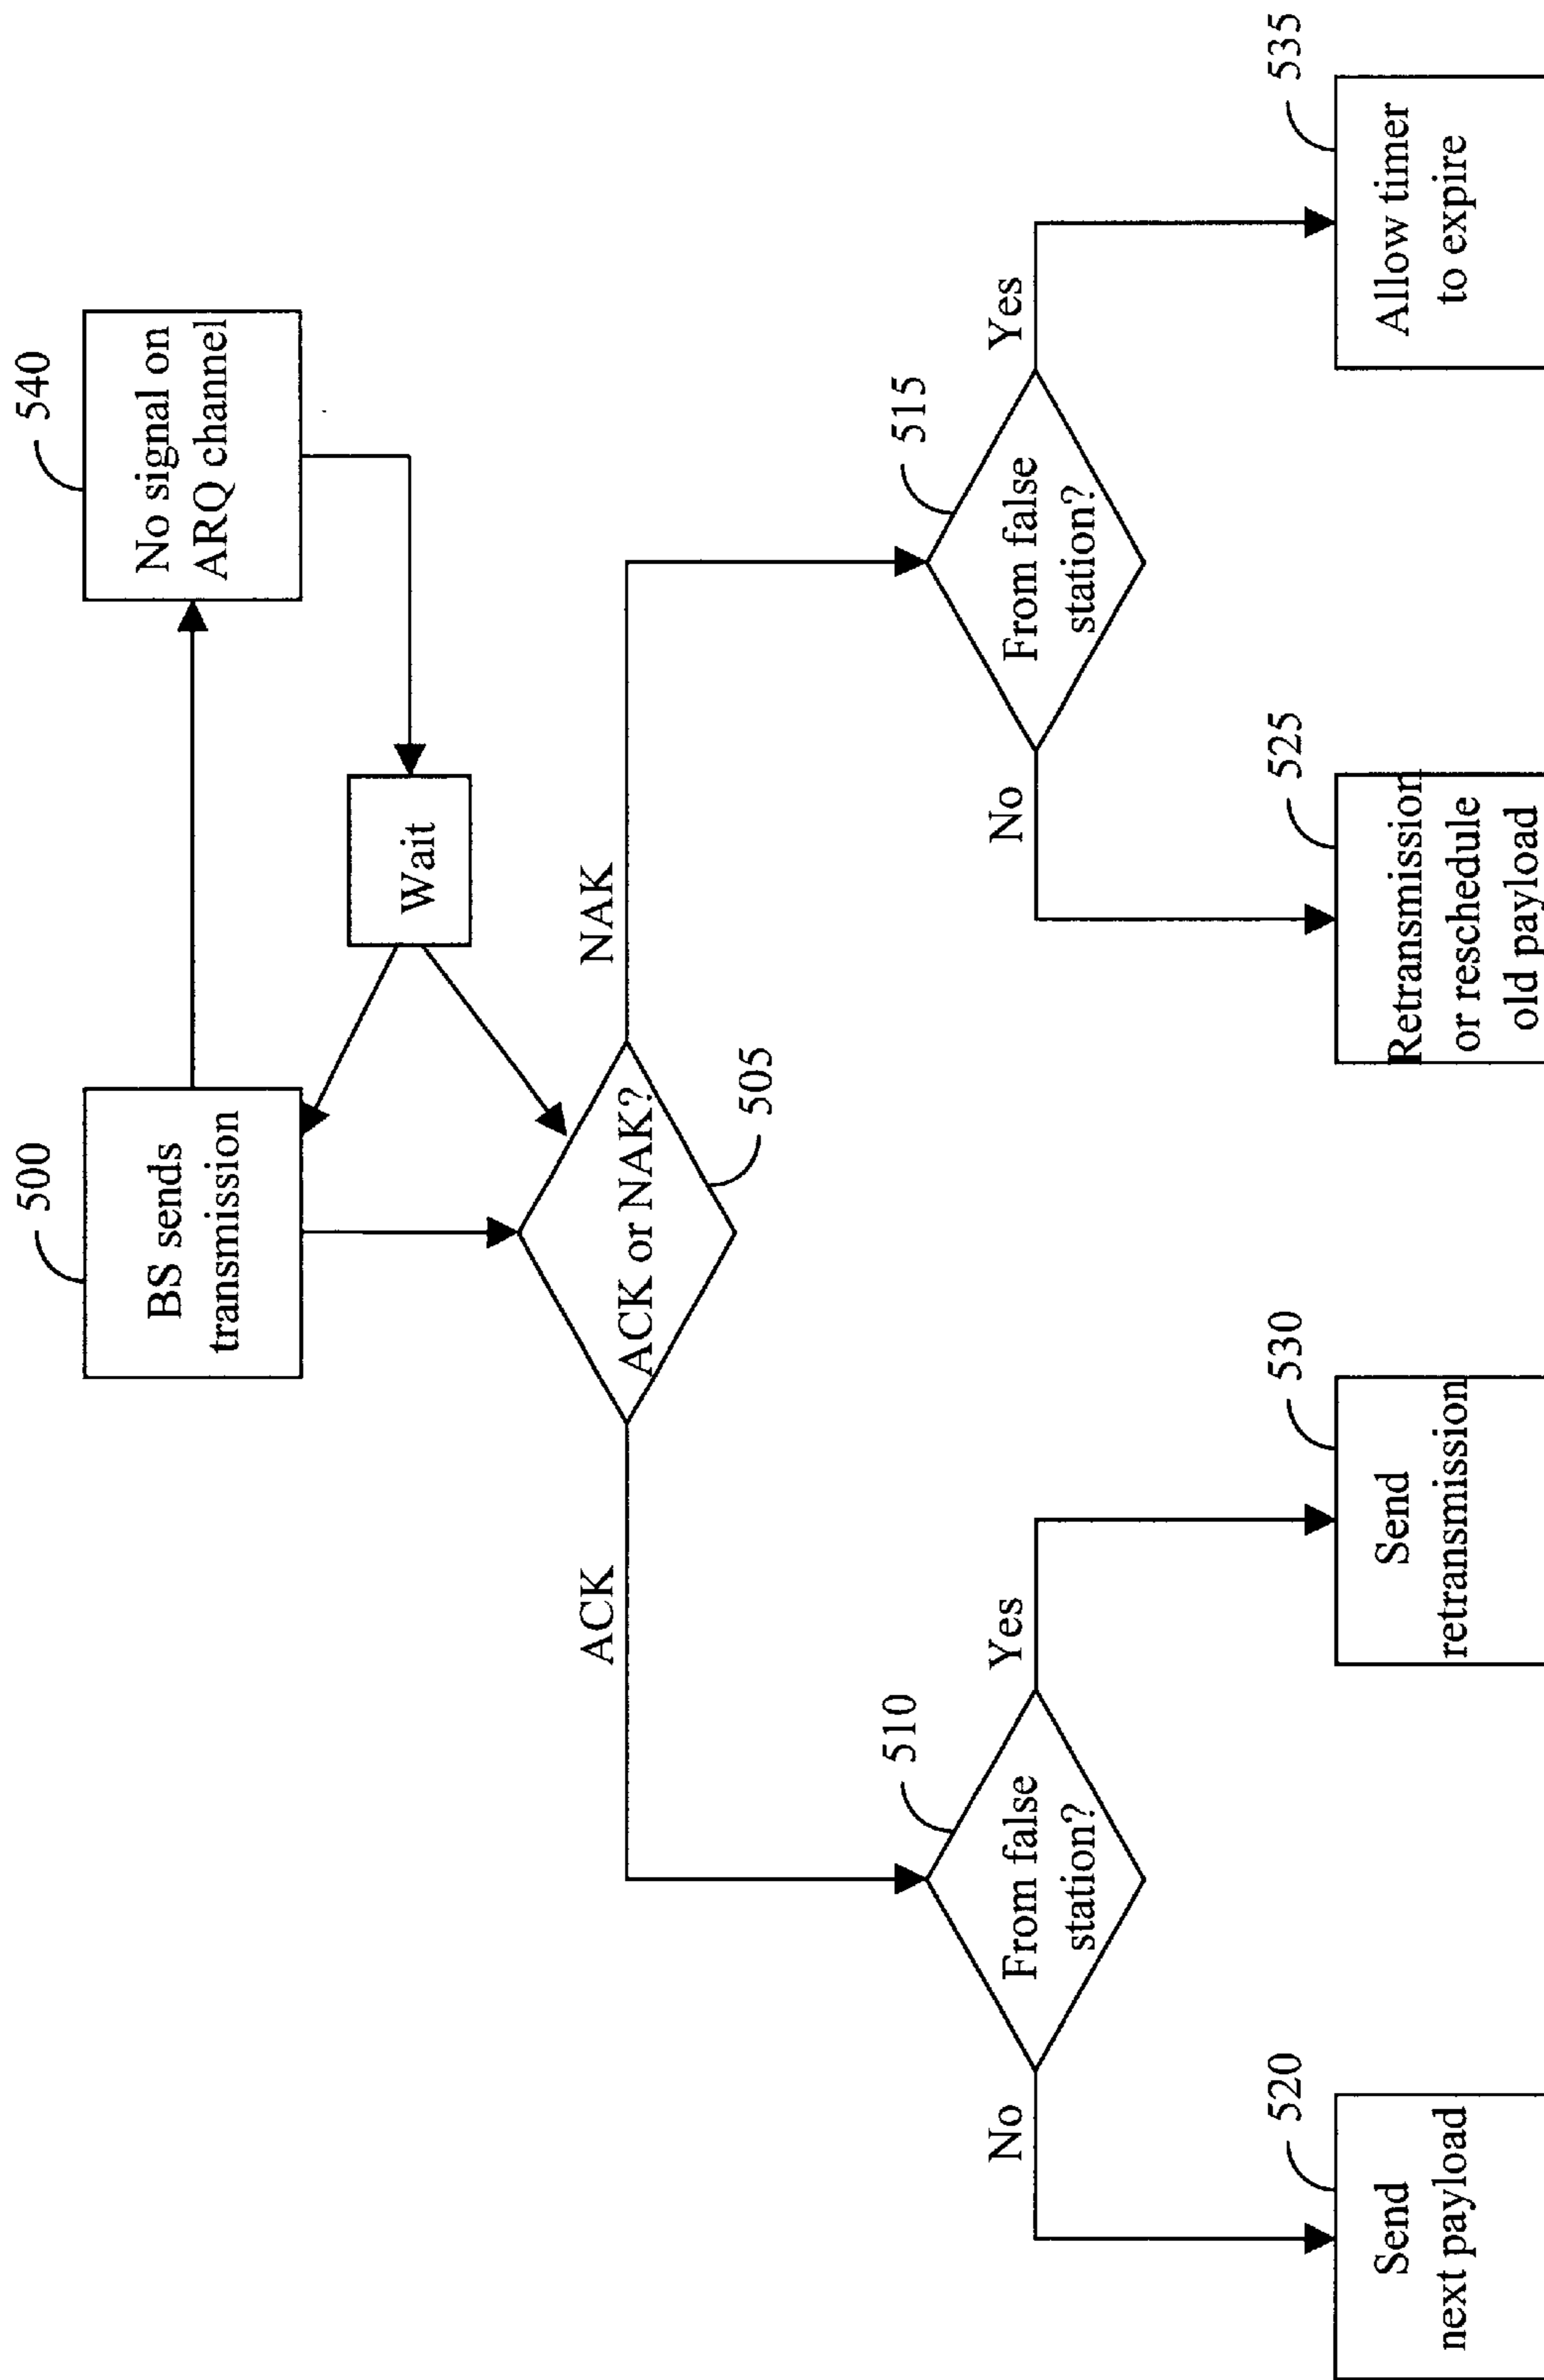 500
BS sends
transmission
540
No signal on
ARQ channel
Wait
ACK or NAK?
505
ACK
NAK
510
From false
station?
515
From false
station?
No
Yes
No
Yes
520
Send
next payload
530
Send
retransmission
525
Retransmission
or reschedule
old payload
535
Allow timer
to expire